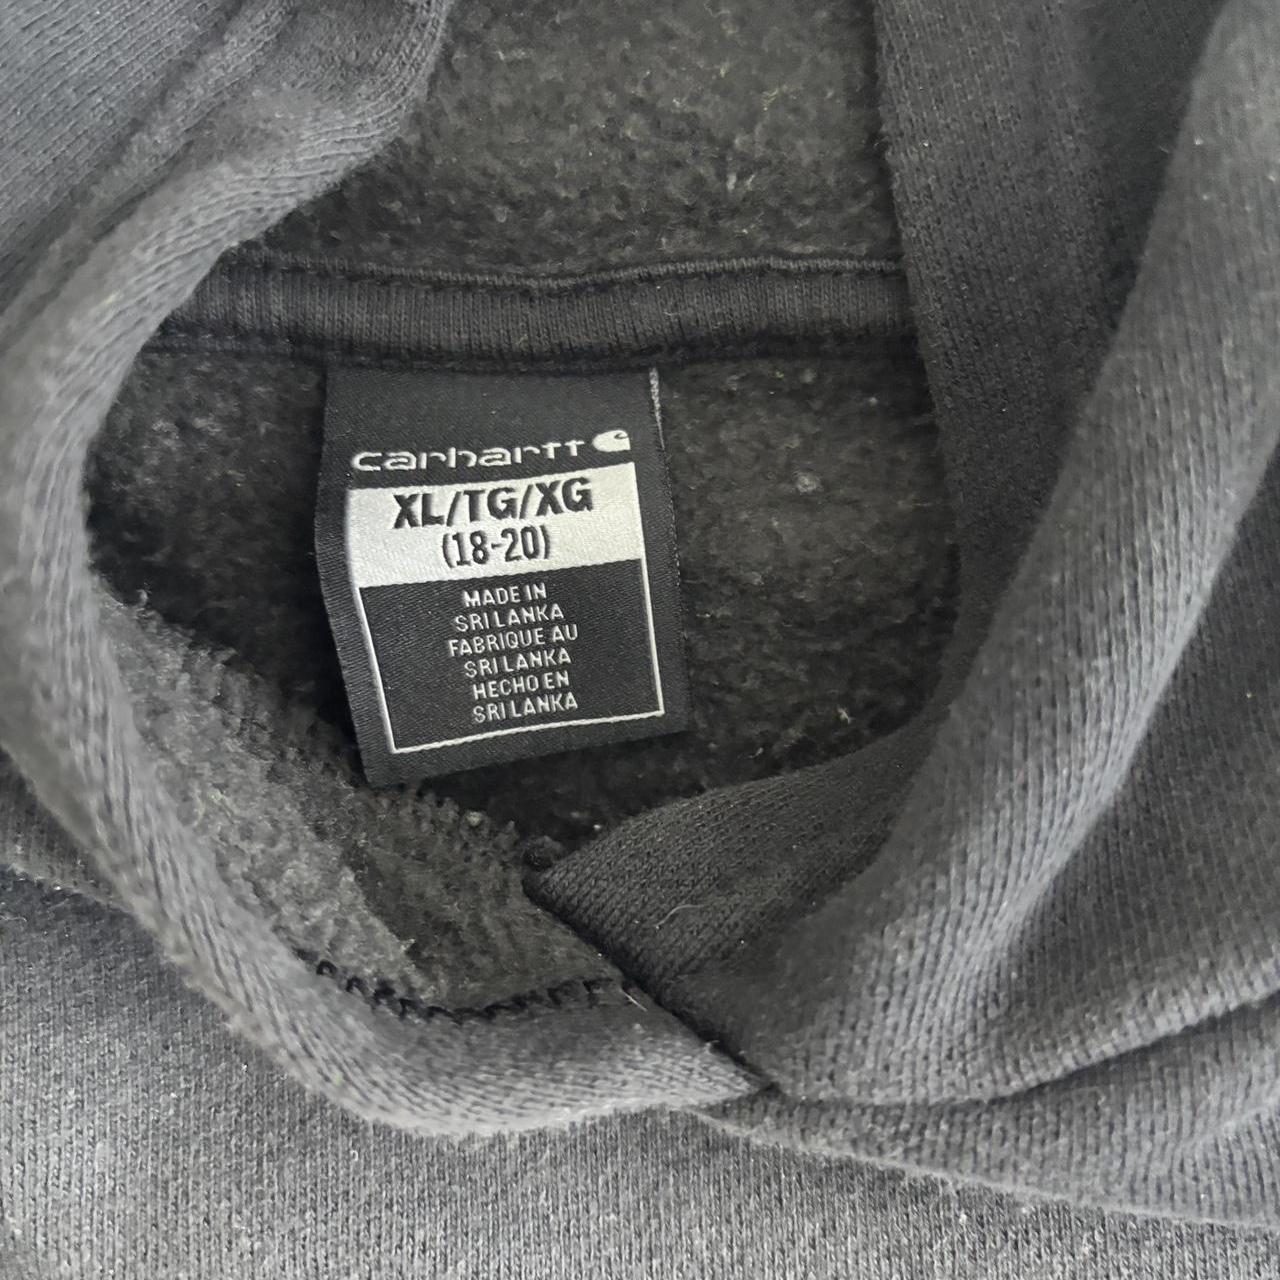 carhartt
XL/TG/XG
(18-20)
MADE IN
SRI LANKA
FABRIQUE AU
SRI LANKA
HECHO EN
SRI LANKA